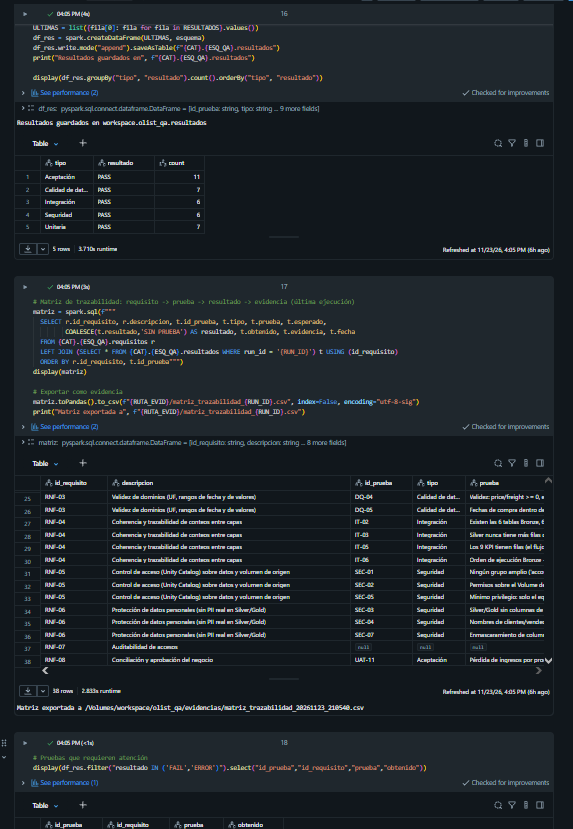 04:05 PM (4s)
16
ULTIMAS = list({fila[0]: fila for fila in RESULTADOS}.values())
df_res = spark.createDataFrame(ULTIMAS, esquema)
df_res.write.mode("append").saveAsTable(f"{CAT}.{ESQ_QA}.resultados")
print("Resultados guardados en", f"{CAT}.{ESQ_QA}.resultados")
display(df_res.groupBy("tipo", "resultado").count().orderBy("tipo", "resultado"))
See performance (2)
Checked for improvements
df_res: pyspark.sql.connect.dataframe.DataFrame = [id_prueba: string, tipo: string ... 9 more fields]
Resultados guardados en workspace.olist_qa.resultados
Table
tipo resultado count
1 Aceptación PASS 11
2 Calidad de dat... PASS 7
3 Integración PASS 6
4 Seguridad PASS 6
5 Unitaria PASS 7
5 rows 3.710s runtime
Refreshed at 11/23/26, 4:05 PM (6h ago)
04:05 PM (3s)
17
# Matriz de trazabilidad: requisito -> prueba -> resultado -> evidencia (última ejecución)
matriz = spark.sql(f"""
SELECT r.id_requisito, r.descripcion, t.id_prueba, t.tipo, t.prueba, t.esperado,
COALESCE(t.resultado,'SIN PRUEBA') AS resultado, t.obtenido, t.evidencia, t.fecha
FROM {CAT}.{ESQ_QA}.requisitos r
LEFT JOIN (SELECT * FROM {CAT}.{ESQ_QA}.resultados WHERE run_id = '{RUN_ID}') t USING (id_requisito)
ORDER BY r.id_requisito, t.id_prueba""")
display(matriz)
# Exportar como evidencia
matriz.toPandas().to_csv(f"{RUTA_EVID}/matriz_trazabilidad_{RUN_ID}.csv", index=False, encoding="utf-8-sig")
print("Matriz exportada a", f"{RUTA_EVID}/matriz_trazabilidad_{RUN_ID}.csv")
See performance (2)
Checked for improvements
matriz: pyspark.sql.connect.dataframe.DataFrame = [id_requisito: string, descripcion: string ... 8 more fields]
Table
id_requisito descripcion id_prueba tipo prueba
25 RNF-03 Validez de dominios (UF, rangos de fecha y de valores) DQ-04 Calidad de dat... Validez: price/freight >= 0, e
26 RNF-03 Validez de dominios (UF, rangos de fecha y de valores) DQ-05 Calidad de dat... Fechas de compra dentro de
27 RNF-04 Coherencia y trazabilidad de conteos entre capas IT-02 Integración Existen las 6 tablas Bronze, 6
28 RNF-04 Coherencia y trazabilidad de conteos entre capas IT-03 Integración Silver nunca tiene más filas
29 RNF-04 Coherencia y trazabilidad de conteos entre capas IT-05 Integración Los 9 KPI tienen filas (el fluj
30 RNF-04 Coherencia y trazabilidad de conteos entre capas IT-06 Integración Orden de ejecución Bronze
31 RNF-05 Control de acceso (Unity Catalog) sobre datos y volumen de origen SEC-01 Seguridad Ningún grupo amplio ('acco
32 RNF-05 Control de acceso (Unity Catalog) sobre datos y volumen de origen SEC-02 Seguridad Permisos sobre el Volume de
33 RNF-05 Control de acceso (Unity Catalog) sobre datos y volumen de origen SEC-05 Seguridad Mínimo privilegio: solo el eq
34 RNF-06 Protección de datos personales (sin PII real en Silver/Gold) SEC-03 Seguridad Silver/Gold sin columnas de
35 RNF-06 Protección de datos personales (sin PII real en Silver/Gold) SEC-04 Seguridad Nombres de clientes/vende
36 RNF-06 Protección de datos personales (sin PII real en Silver/Gold) SEC-07 Seguridad Enmascaramiento de column
37 RNF-07 Auditabilidad de accesos null null null
38 RNF-08 Conciliación y aprobación del negocio UAT-11 Aceptación Pérdida de ingresos por pro
38 rows 2.833s runtime
Refreshed at 11/23/26, 4:05 PM (6h ago)
Matriz exportada a /Volumes/workspace/olist_qa/evidencias/matriz_trazabilidad_20261123_210540.csv
04:05 PM (<1s)
18
# Pruebas que requieren atención
display(df_res.filter("resultado IN ('FAIL','ERROR')").select("id_prueba","id_requisito","prueba","obtenido"))
See performance (1)
Checked for improvements
Table
id_prueba id_requisito prueba obtenido